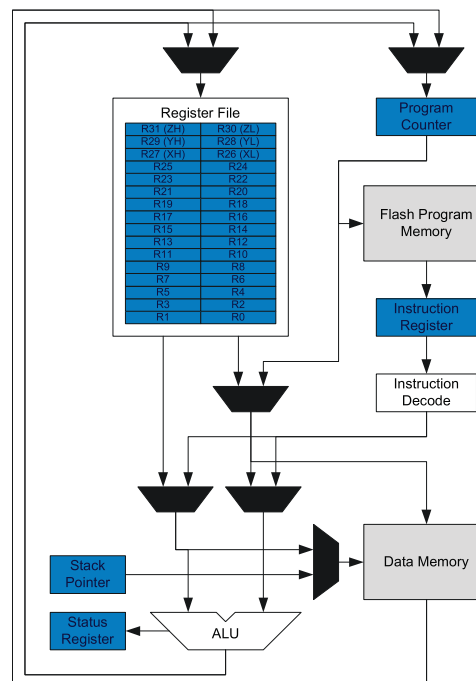 Register File
R31 (ZH) R30 (ZL)
R29 (YH) R28 (YL)
R27 (XH) R26 (XL)
R25 R24
R23 R22
R21 R20
R19 R18
R17 R16
R15 R14
R13 R12
R11 R10
R9 R8
R7 R6
R5 R4
R3 R2
R1 R0
Program
Counter
Flash Program
Memory
Instruction
Register
Instruction
Decode
Data Memory
Stack
Pointer
Status
Register
ALU